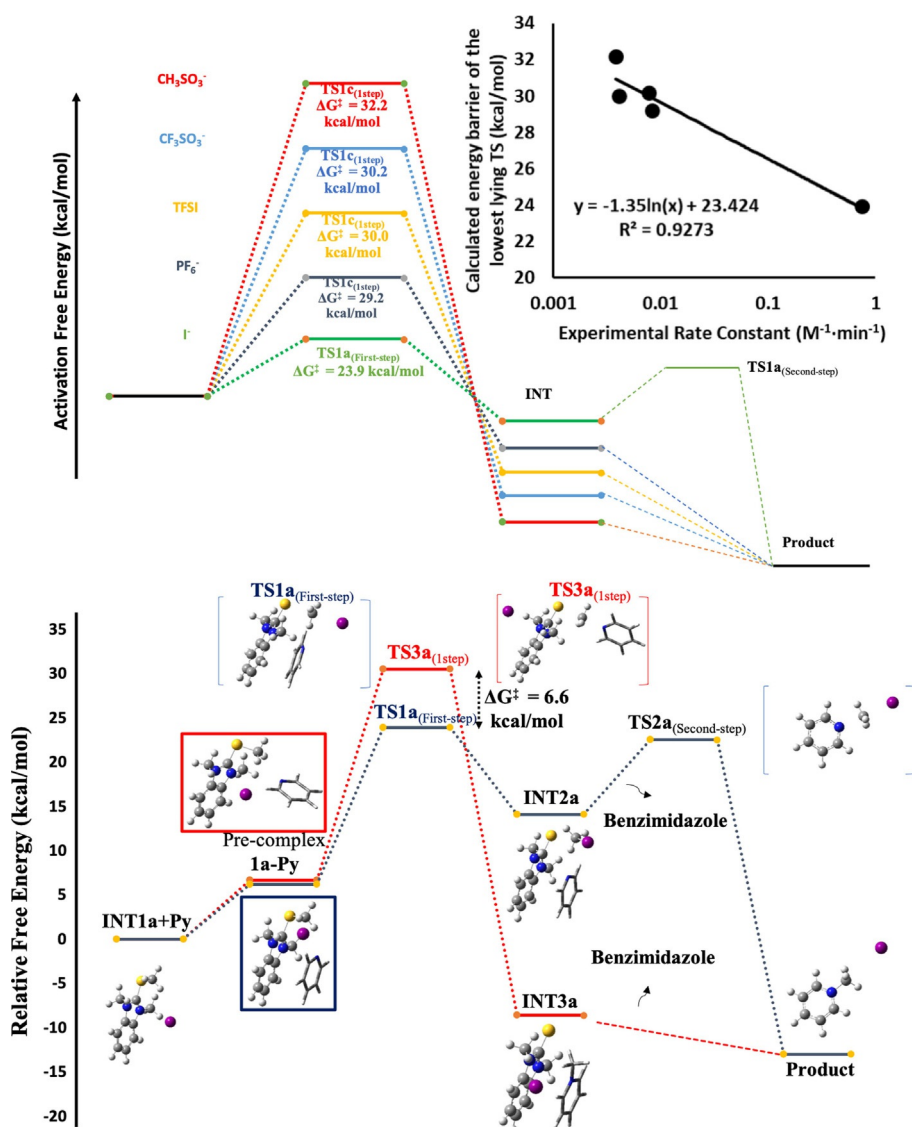 CH₃SO₃⁻
TS1c(1step)
ΔG‡ = 32.2
kcal/mol
CF₃SO₃⁻
TS1c(1step)
ΔG‡ = 30.2
kcal/mol
TFSI
TS1c(1step)
ΔG‡ = 30.0
kcal/mol
PF₆⁻
TS1c(1step)
ΔG‡ = 29.2
kcal/mol
I⁻
TS1a(First-step)
ΔG‡ = 23.9 kcal/mol
Activation Free Energy (kcal/mol)
INT
TS1a(Second-step)
Product
Calculated energy barrier of the
lowest lying TS (kcal/mol)
34
32
30
28
26
24
22
20
y = -1.35ln(x) + 23.424
R² = 0.9273
0.001
0.01
0.1
1
Experimental Rate Constant (M⁻¹·min⁻¹)
Relative Free Energy (kcal/mol)
35
30
25
20
15
10
5
0
-5
-10
-15
-20
TS1a(First-step)
TS3a(1step)
TS3a(1step)
ΔG‡ = 6.6
kcal/mol
TS1a(First-step)
TS2a(Second-step)
Pre-complex
1a-Py
INT1a+Py
INT2a
Benzimidazole
Benzimidazole
INT3a
Product